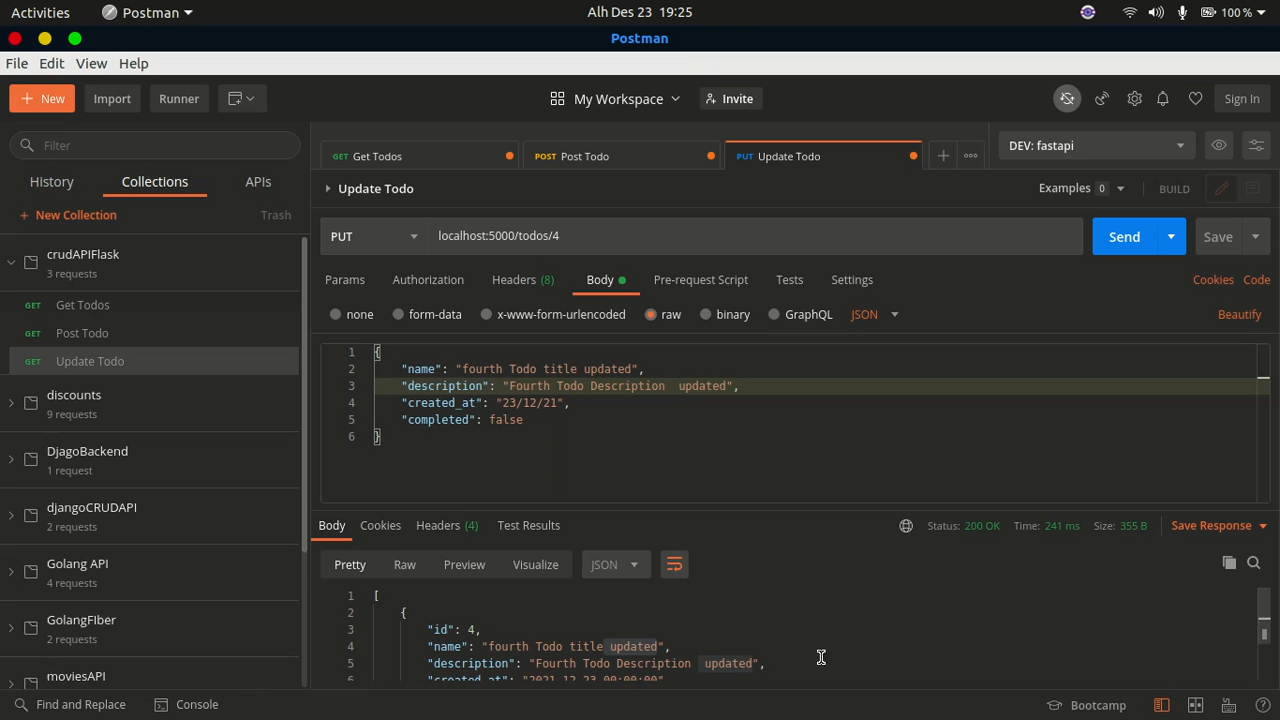 Activities Postman Alh Des 23 19:25 100 %
Postman
File Edit View Help
New Import Runner My Workspace Invite Sign In
Filter
GET Get Todos POST Post Todo PUT Update Todo DEV: fastapi
History Collections APIs
Update Todo Examples 0 BUILD
+ New Collection Trash
crudAPIFlask
3 requests
GET Get Todos
GET Post Todo
GET Update Todo
discounts
9 requests
DjagoBackend
1 request
djangoCRUDAPI
2 requests
Golang API
4 requests
GolangFIber
2 requests
moviesAPI
PUT localhost:5000/todos/4 Send Save
Params Authorization Headers (8) Body Pre-request Script Tests Settings Cookies Code
none form-data x-www-form-urlencoded raw binary GraphQL JSON Beautify
1 {
2 "name": "fourth Todo title updated",
3 "description": "Fourth Todo Description  updated",
4 "created_at": "23/12/21",
5 "completed": false
6 }
Body Cookies Headers (4) Test Results Status: 200 OK Time: 241 ms Size: 355 B Save Response
Pretty Raw Preview Visualize JSON
1 [
2 {
3 "id": 4,
4 "name": "fourth Todo title updated",
5 "description": "Fourth Todo Description  updated",
6 "created_at": "2021-12-23 00:00:00"
Find and Replace Console Bootcamp